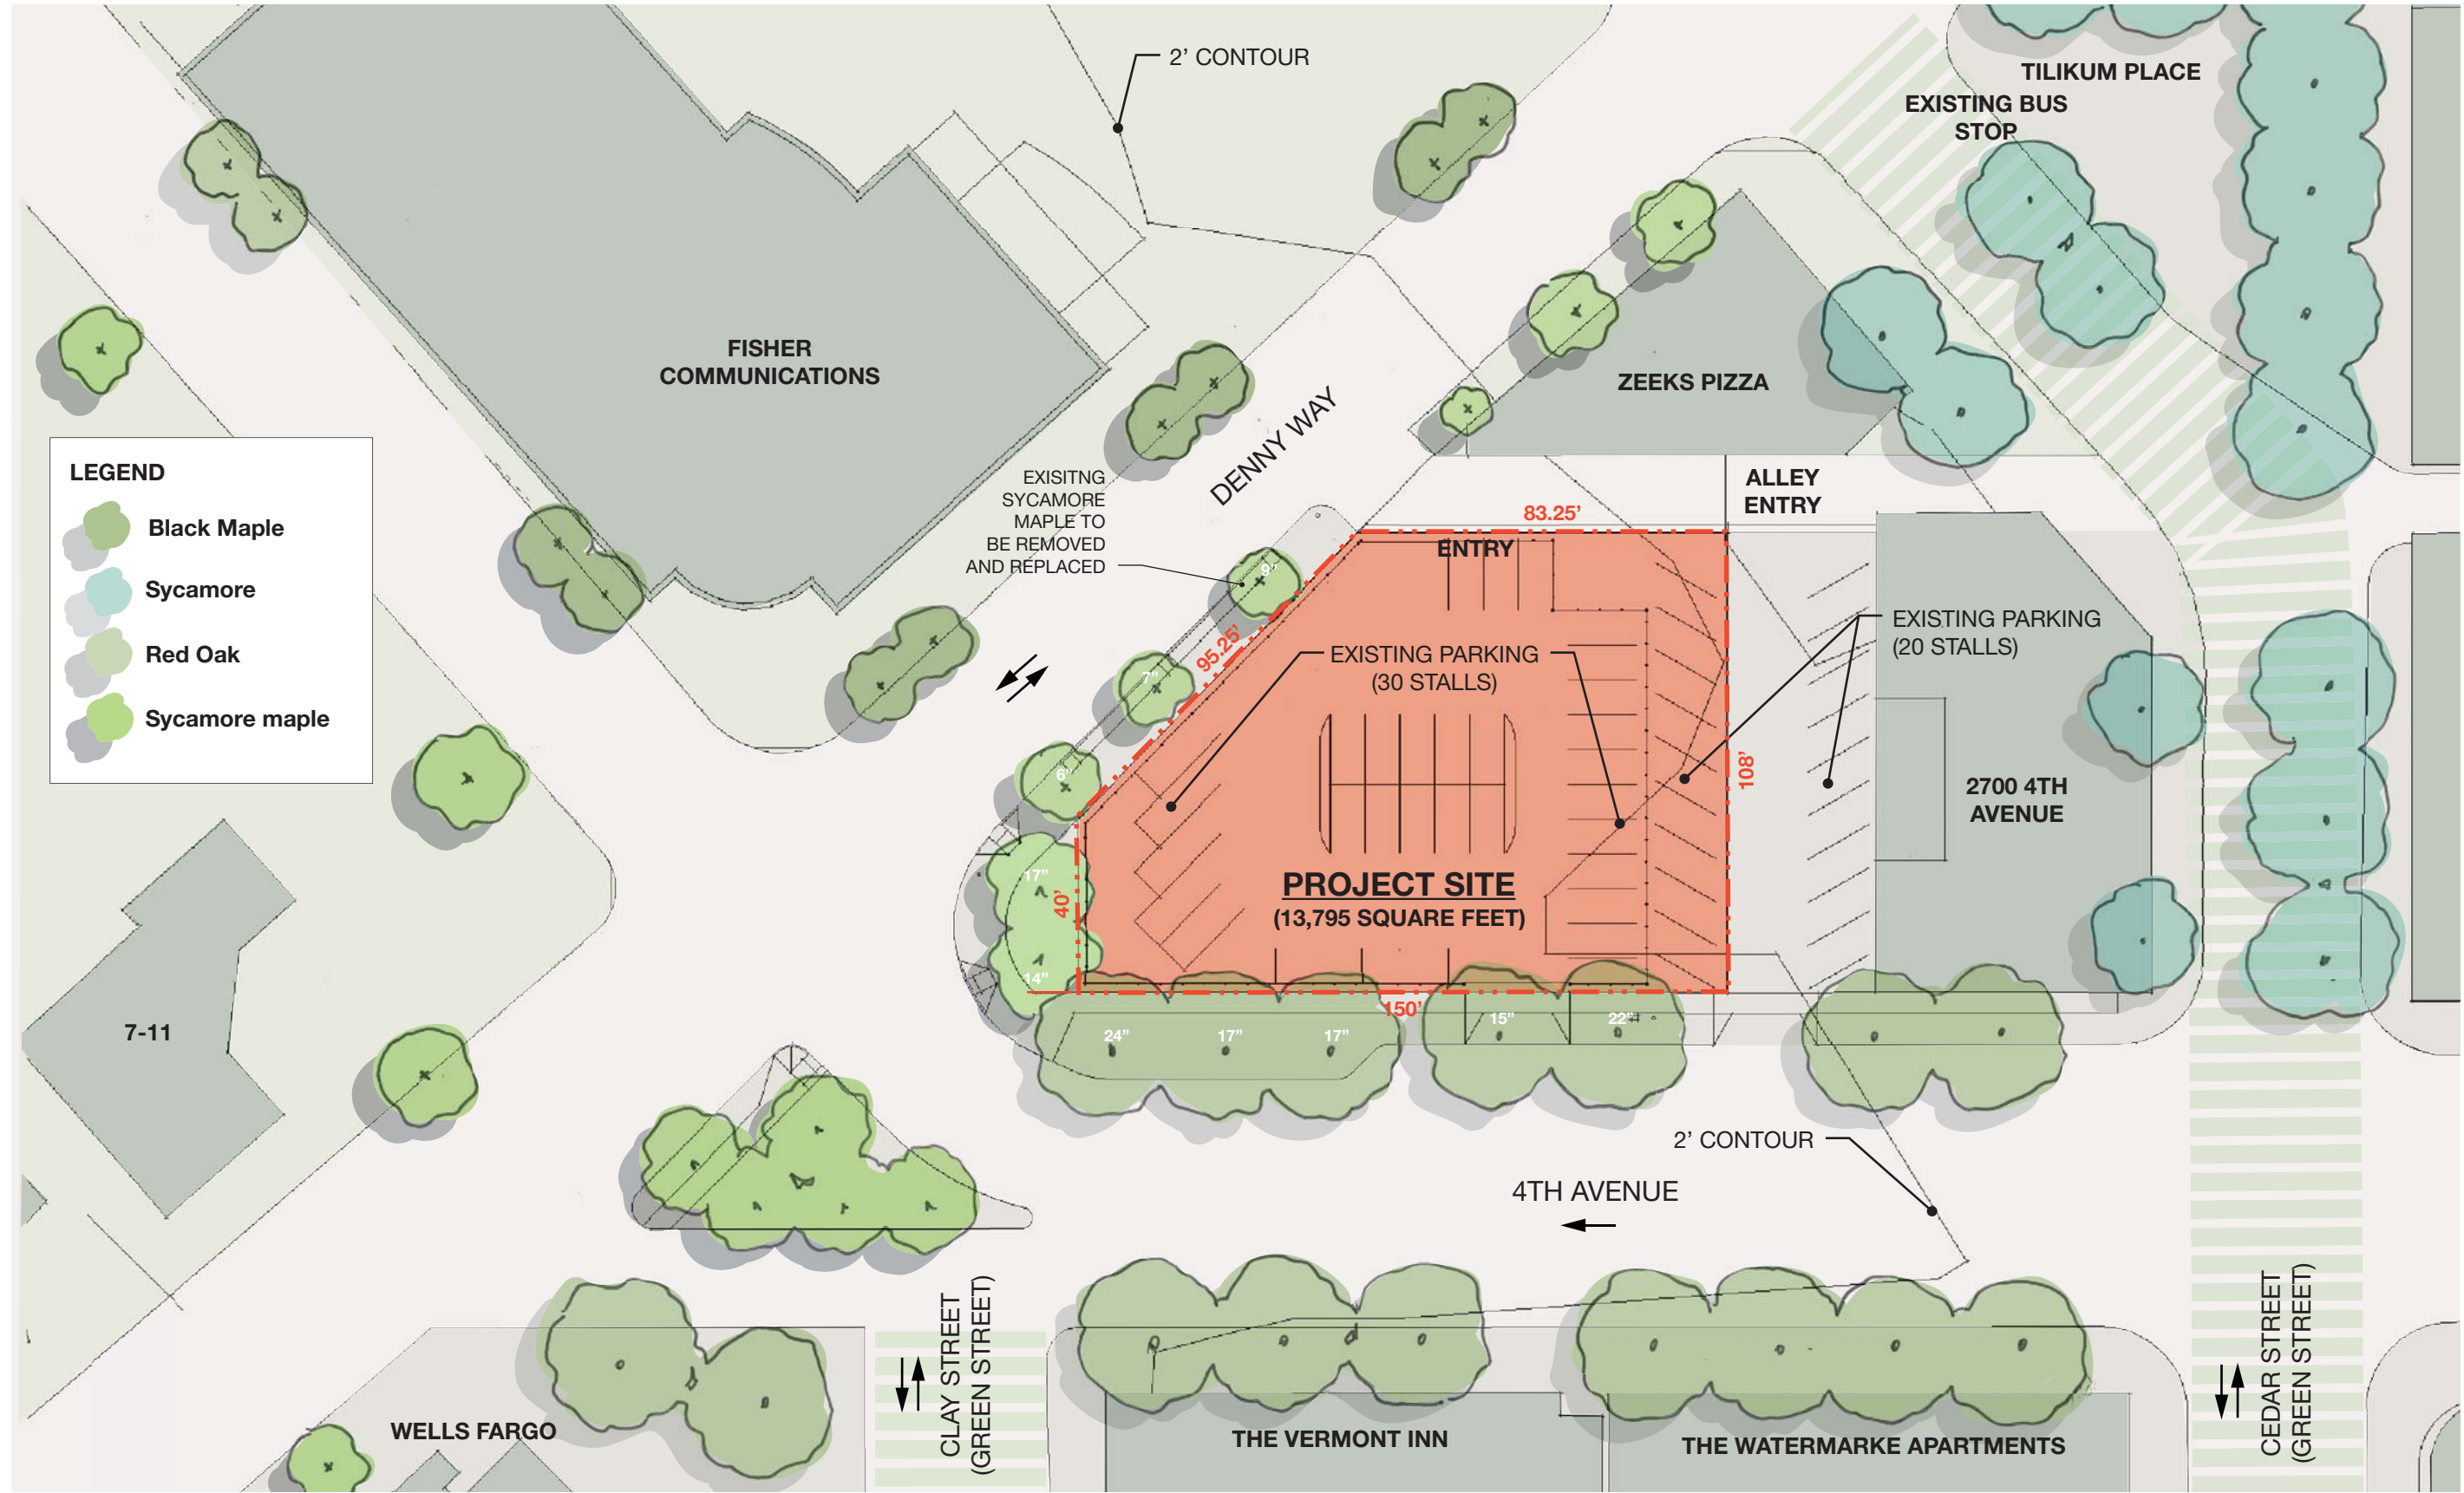 2’ CONTOUR
TILIKUM PLACE
EXISTING BUS
STOP
FISHER
COMMUNICATIONS
ZEEKS PIZZA
DENNY WAY
LEGEND
Black Maple
Sycamore
Red Oak
Sycamore maple
EXISITNG
SYCAMORE
MAPLE TO
BE REMOVED
AND REPLACED
ALLEY
ENTRY
83.25’
ENTRY
9”
95.25’
7”
6”
EXISTING PARKING
(30 STALLS)
EXISTING PARKING
(20 STALLS)
108’
2700 4TH
AVENUE
PROJECT SITE
(13,795 SQUARE FEET)
17”
40’
14”
150’
24”
17”
17”
15”
22”
7-11
2’ CONTOUR
4TH AVENUE
CLAY STREET
(GREEN STREET)
CEDAR STREET
(GREEN STREET)
WELLS FARGO
THE VERMONT INN
THE WATERMARKE APARTMENTS